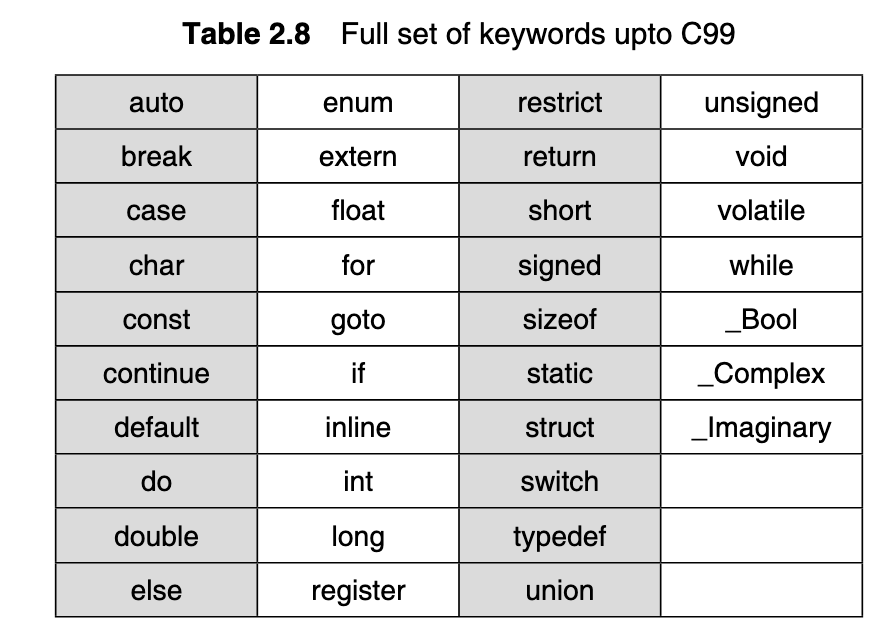 Table 2.8 Full set of keywords upto C99
auto enum restrict unsigned
break extern return void
case float short volatile
char for signed while
const goto sizeof _Bool
continue if static _Complex
default inline struct _Imaginary
do int switch
double long typedef
else register union